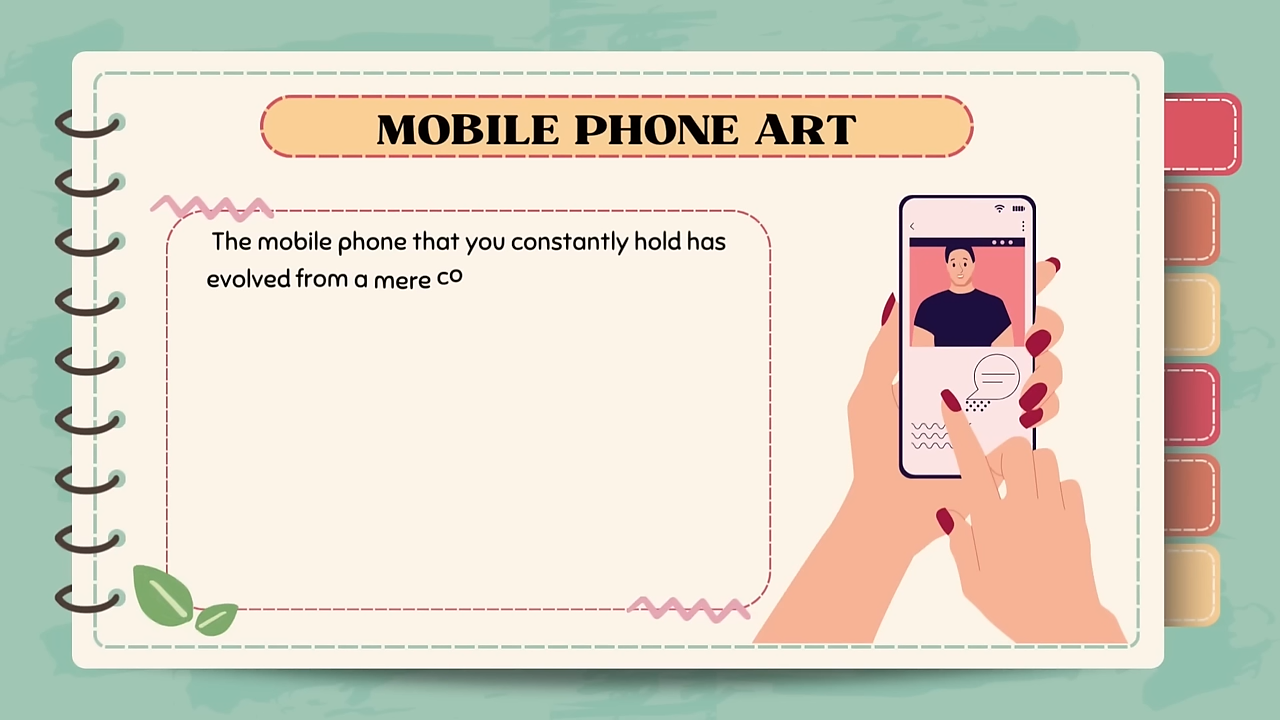 MOBILE PHONE ART
The mobile phone that you constantly hold has
evolved from a mere co